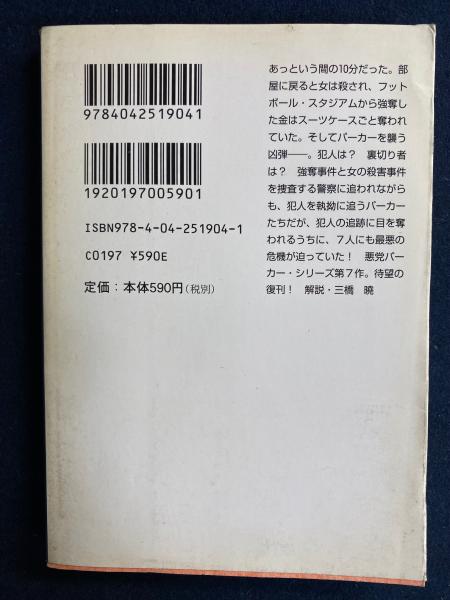 9784042519041
1920197005901
ISBN978-4-04-251904-1
C0197 ¥590E
定価：本体590円（税別）
あっという間の10分だった。部
屋に戻ると女は殺され、フット
ボール・スタジアムから強奪し
た金はスーツケースごと奪われ
ていた。そしてパーカーを襲う
凶弾――。犯人は？　裏切り者
は？　強奪事件と女の殺害事件
を捜査する警察に追われながら
も、犯人を執拗に追うパーカー
たちだが、犯人の追跡に目を奪
われるうちに、7人にも最悪の
危機が迫っていた！　悪党パー
カー・シリーズ第7作。待望の
復刊！　解説・三橋　曉